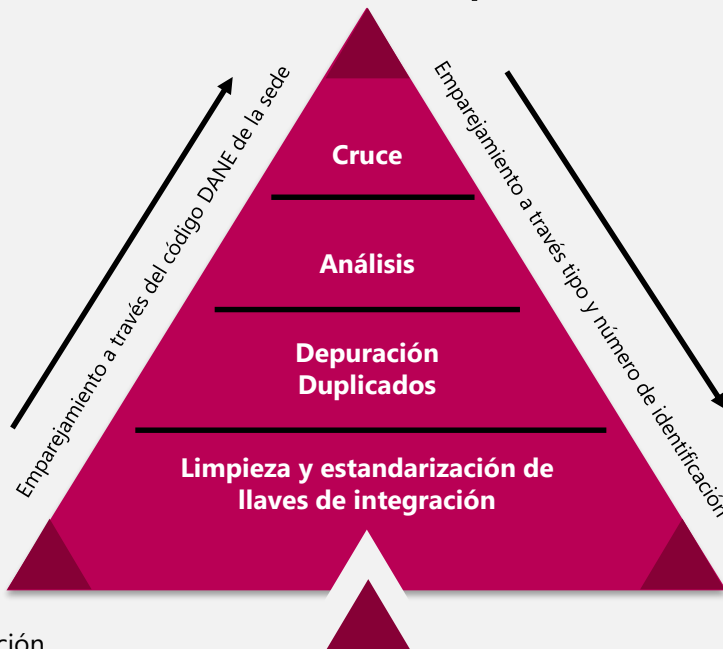 Emparejamiento a través del código DANE de la sede
Emparejamiento a través tipo y número de identificación
Cruce
Análisis
Depuración
Duplicados
Limpieza y estandarización de
llaves de integración